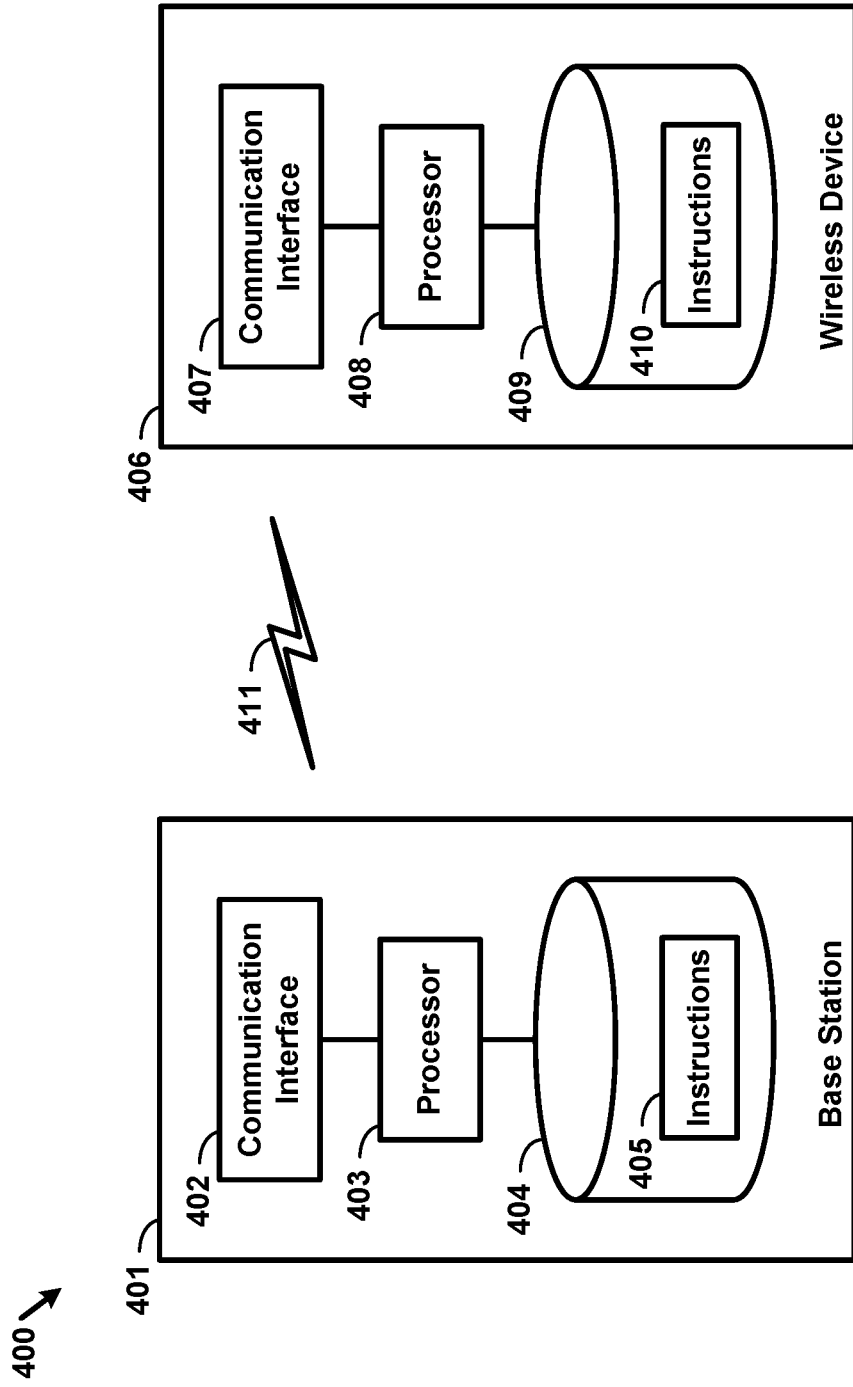 400
401
402
Communication
Interface
403
Processor
404
405
Instructions
Base Station
411
406
407
Communication
Interface
408
Processor
409
410
Instructions
Wireless Device